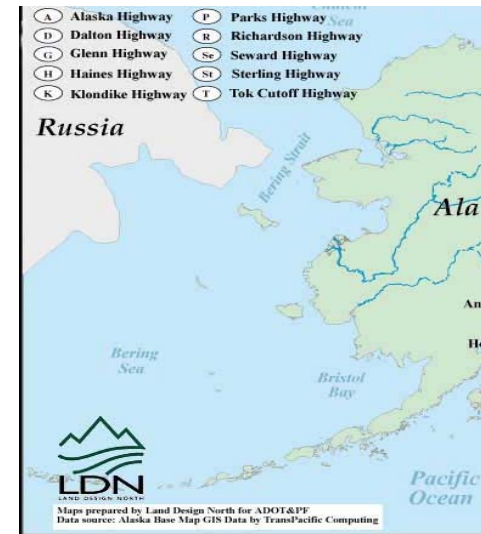 A Alaska Highway P Parks Highway
D Dalton Highway R Richardson Highway
G Glenn Highway Se Seward Highway
H Haines Highway St Sterling Highway
K Klondike Highway T Tok Cutoff Highway
Russia
Bering Strait
Ala
An
H
Bering
Sea
Bristol
Bay
Pacific
Ocean
LDN
LAND DESIGN NORTH
Maps prepared by Land Design North for ADOT&PF
Data source: Alaska Base Map GIS Data by TransPacific Computing